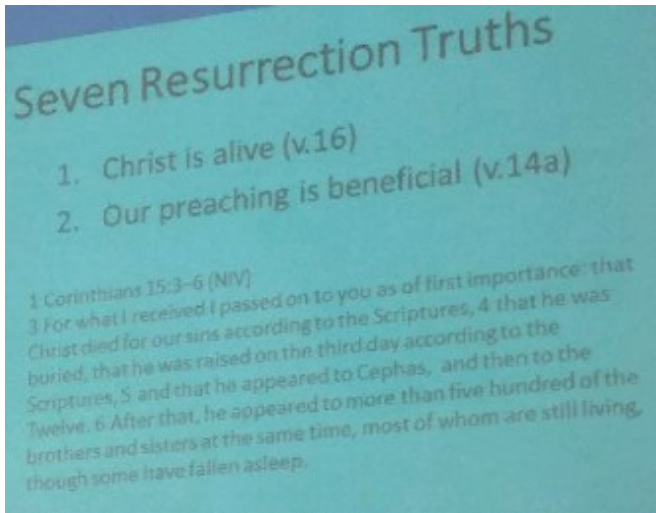 Seven Resurrection Truths
1. Christ is alive (v.16)
2. Our preaching is beneficial (v.14a)
1 Corinthians 15:3–6 (NIV)
3 For what I received I passed on to you as of first importance: that
Christ died for our sins according to the Scriptures, 4 that he was
buried, that he was raised on the third day according to the
Scriptures, 5 and that he appeared to Cephas, and then to the
Twelve. 6 After that, he appeared to more than five hundred of the
brothers and sisters at the same time, most of whom are still living,
though some have fallen asleep.